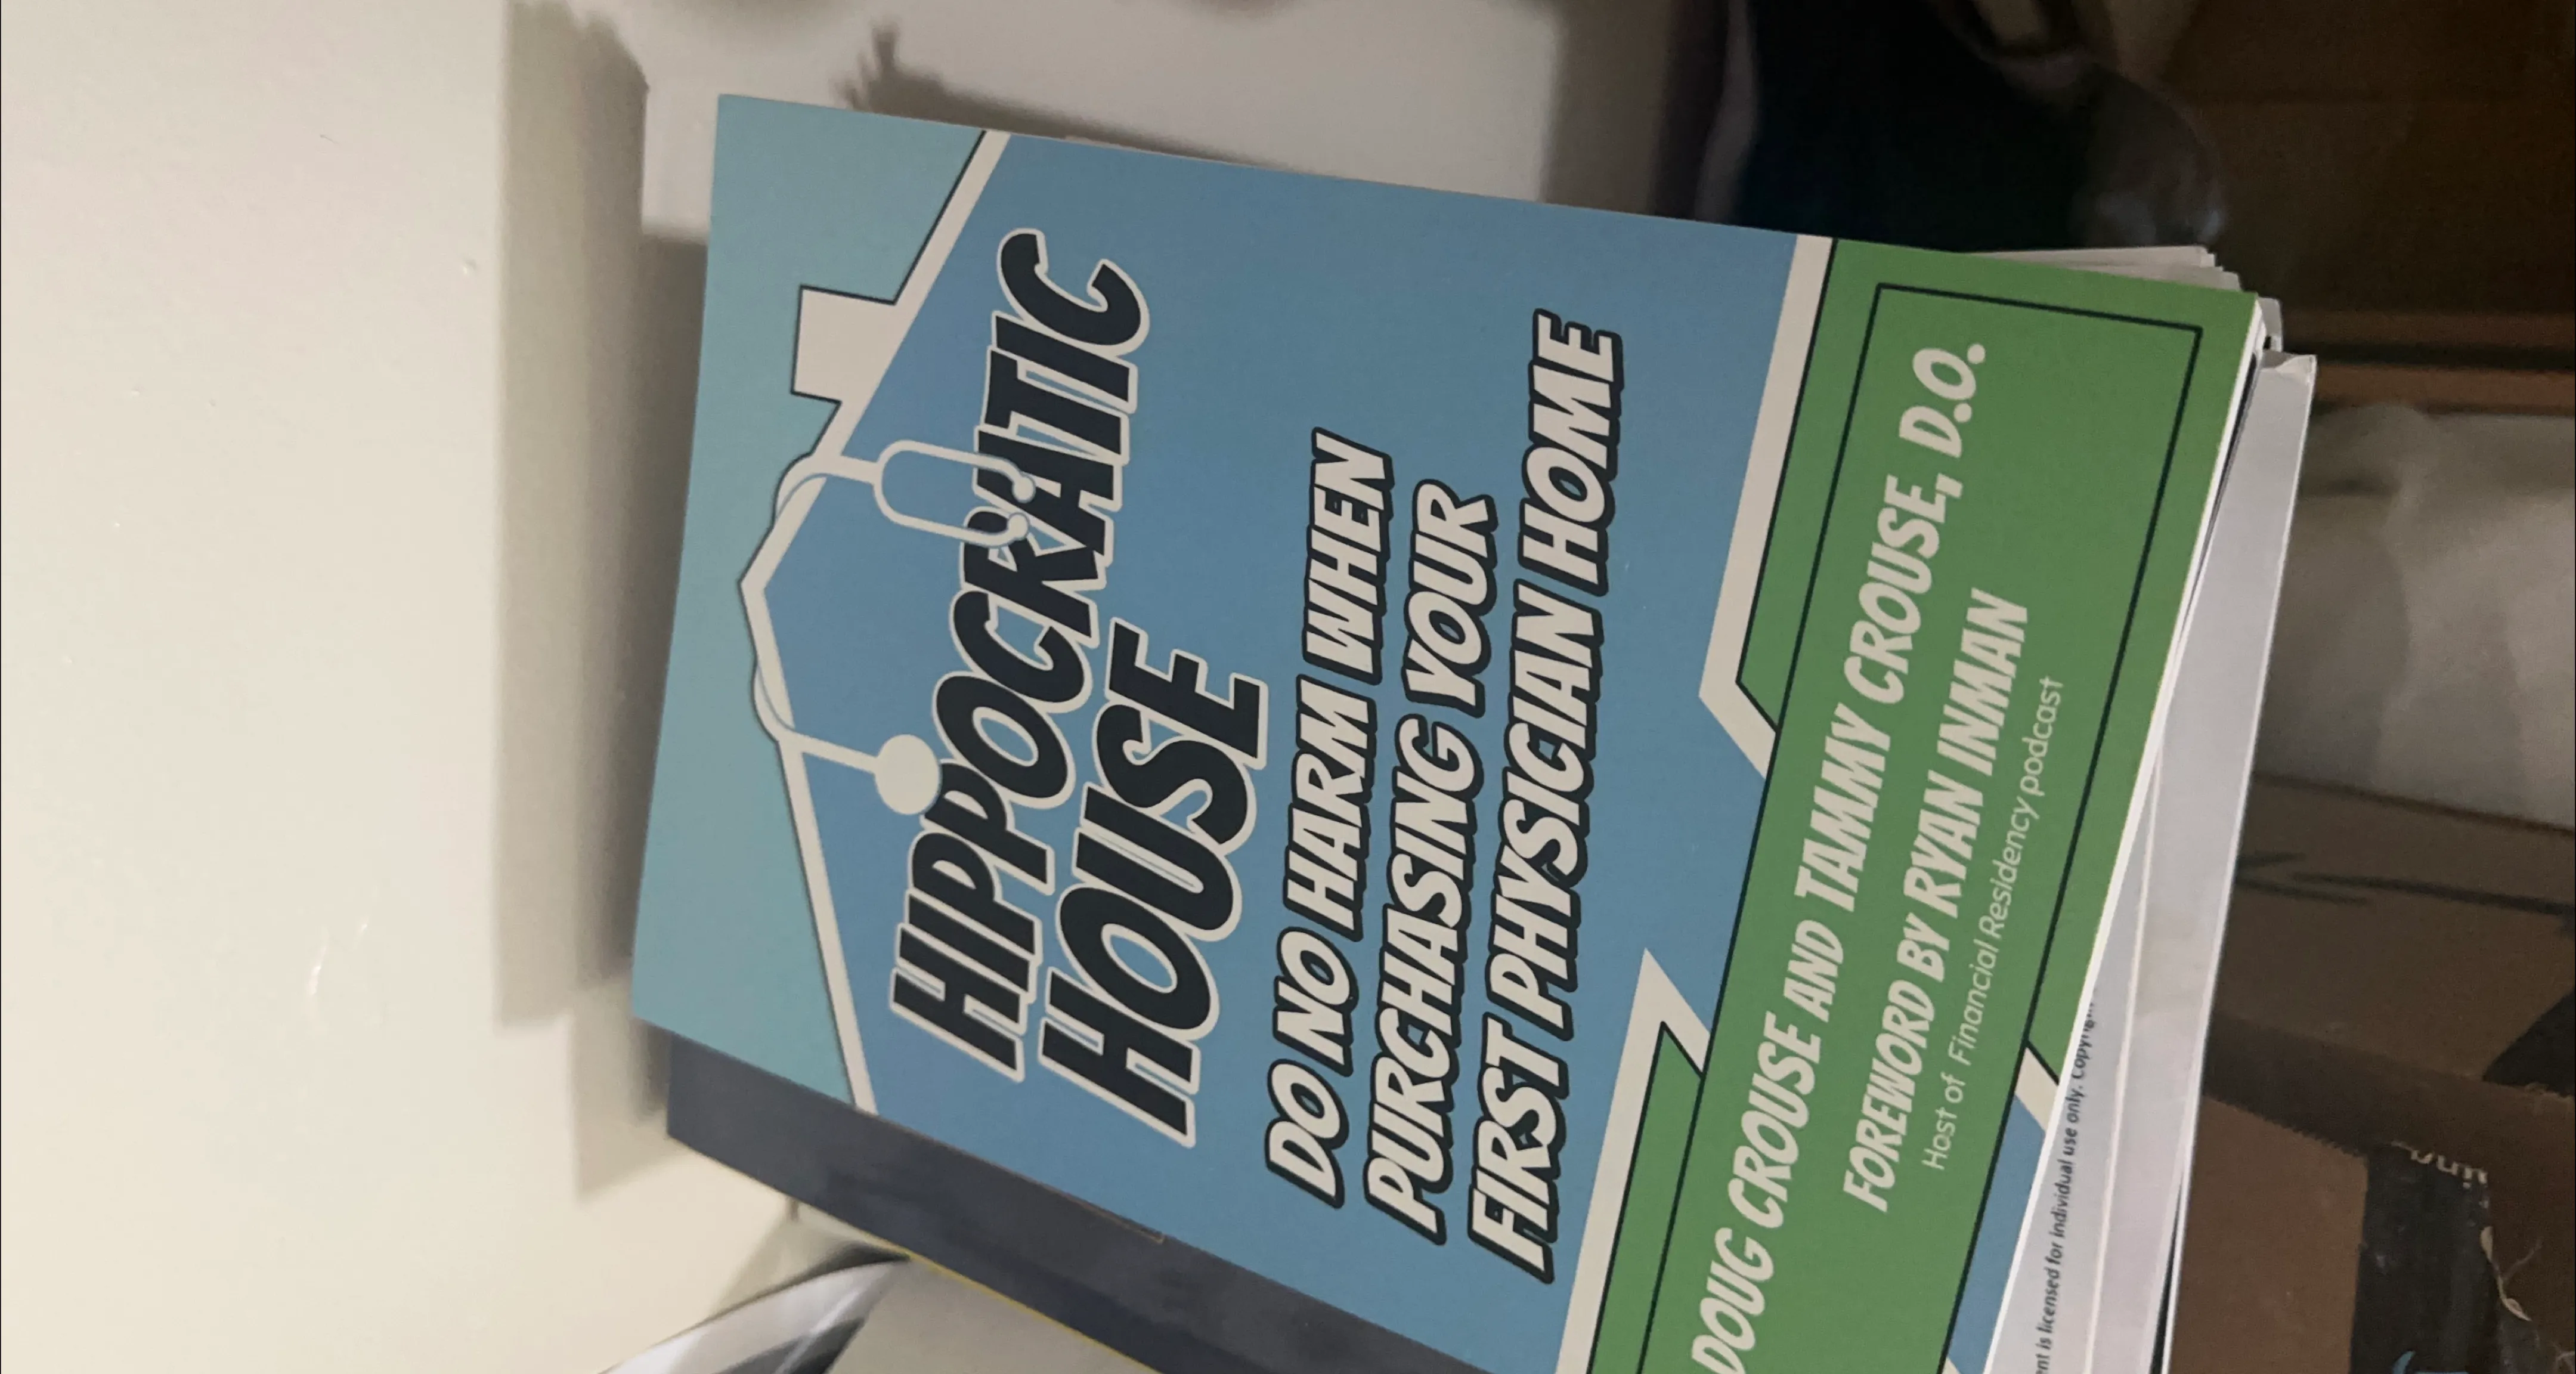 HIPPOCRATIC
HOUSE
DO NO HARM WHEN
PURCHASING YOUR
FIRST PHYSICIAN HOME
DOUG CROUSE AND TAMMY CROUSE, D.O.
FOREWORD BY RYAN INMAN
Host of Financial Residency podcast
is licensed for individual use only.